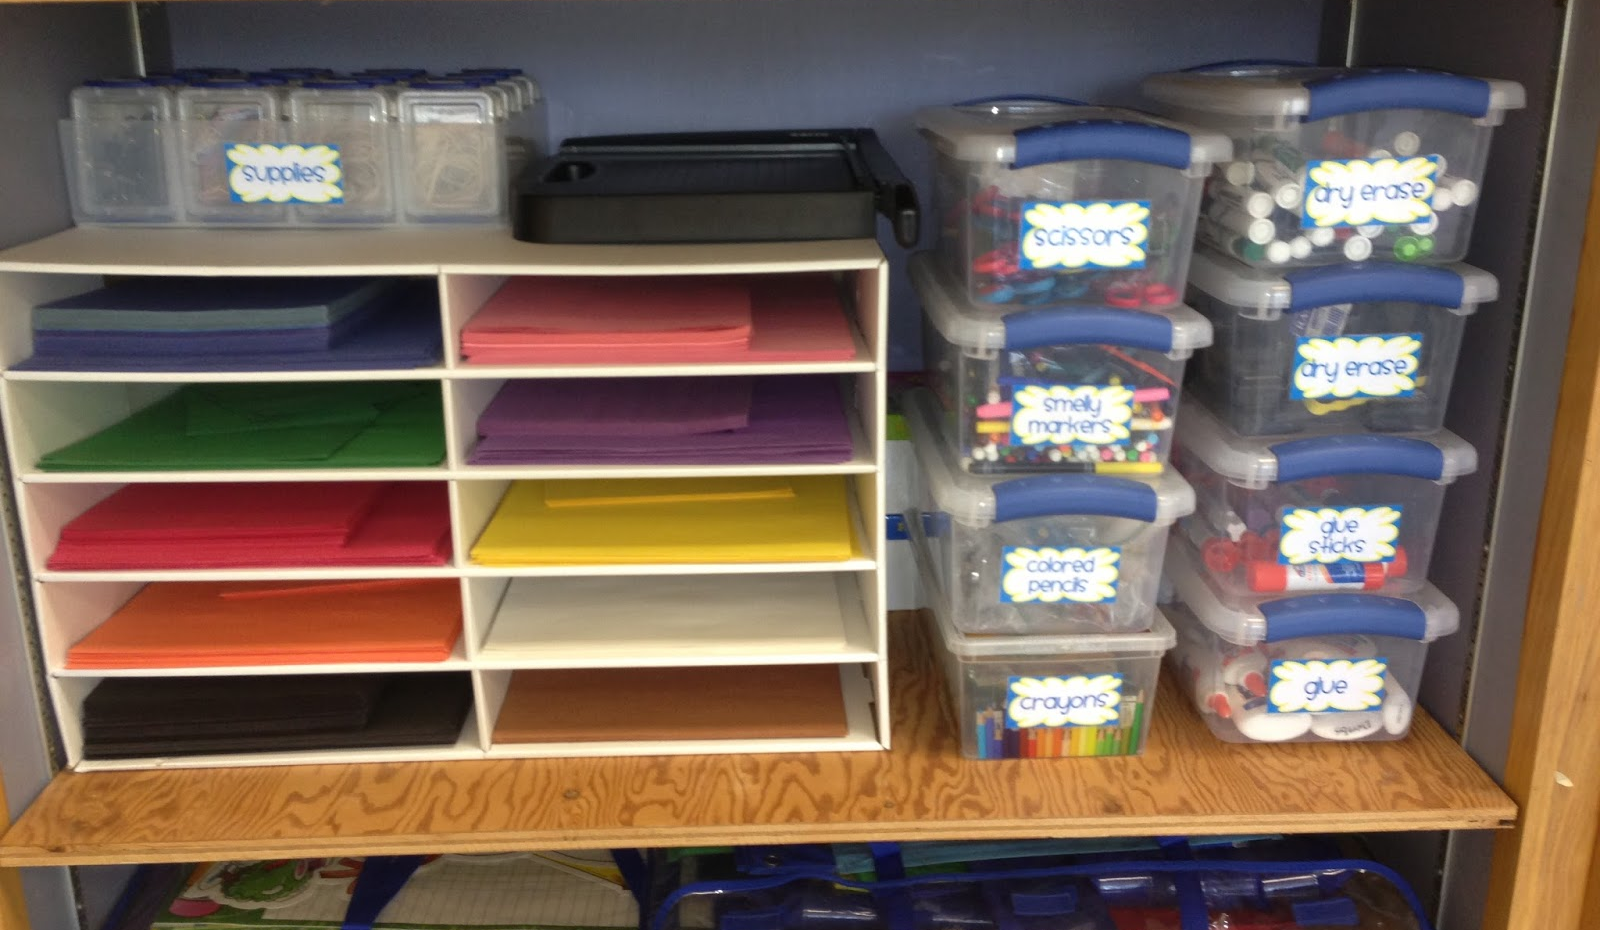 supplies
scissors
smelly
markers
colored
pencils
crayons
dry erase
dry erase
glue
sticks
glue